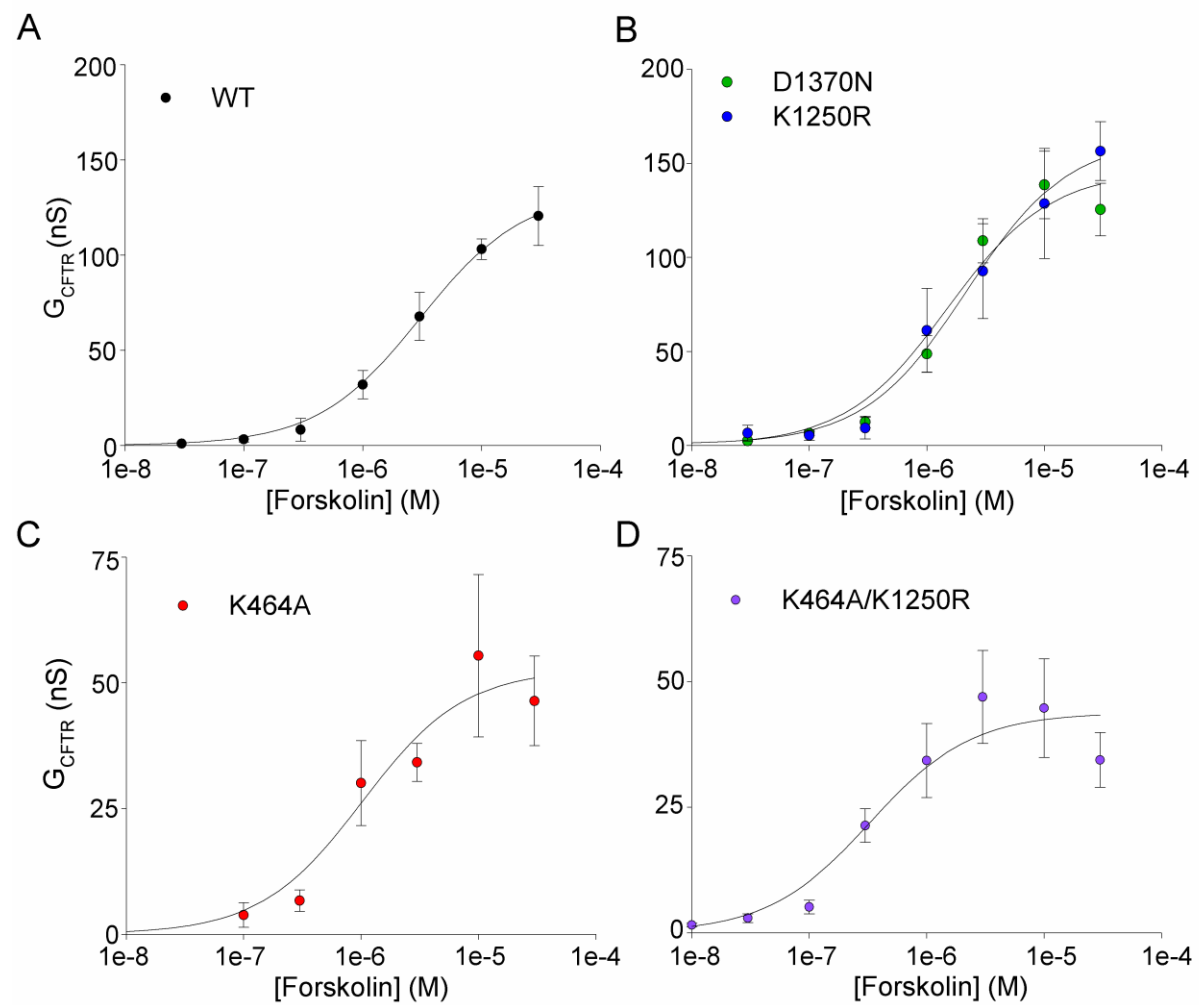 A
200
150
100
50
0
G_CFTR (nS)
WT
1e-8 1e-7 1e-6 1e-5 1e-4
[Forskolin] (M)
B
200
150
100
50
0
D1370N
K1250R
1e-8 1e-7 1e-6 1e-5 1e-4
[Forskolin] (M)
C
75
50
25
0
G_CFTR (nS)
K464A
1e-8 1e-7 1e-6 1e-5 1e-4
[Forskolin] (M)
D
75
50
25
0
K464A/K1250R
1e-8 1e-7 1e-6 1e-5 1e-4
[Forskolin] (M)